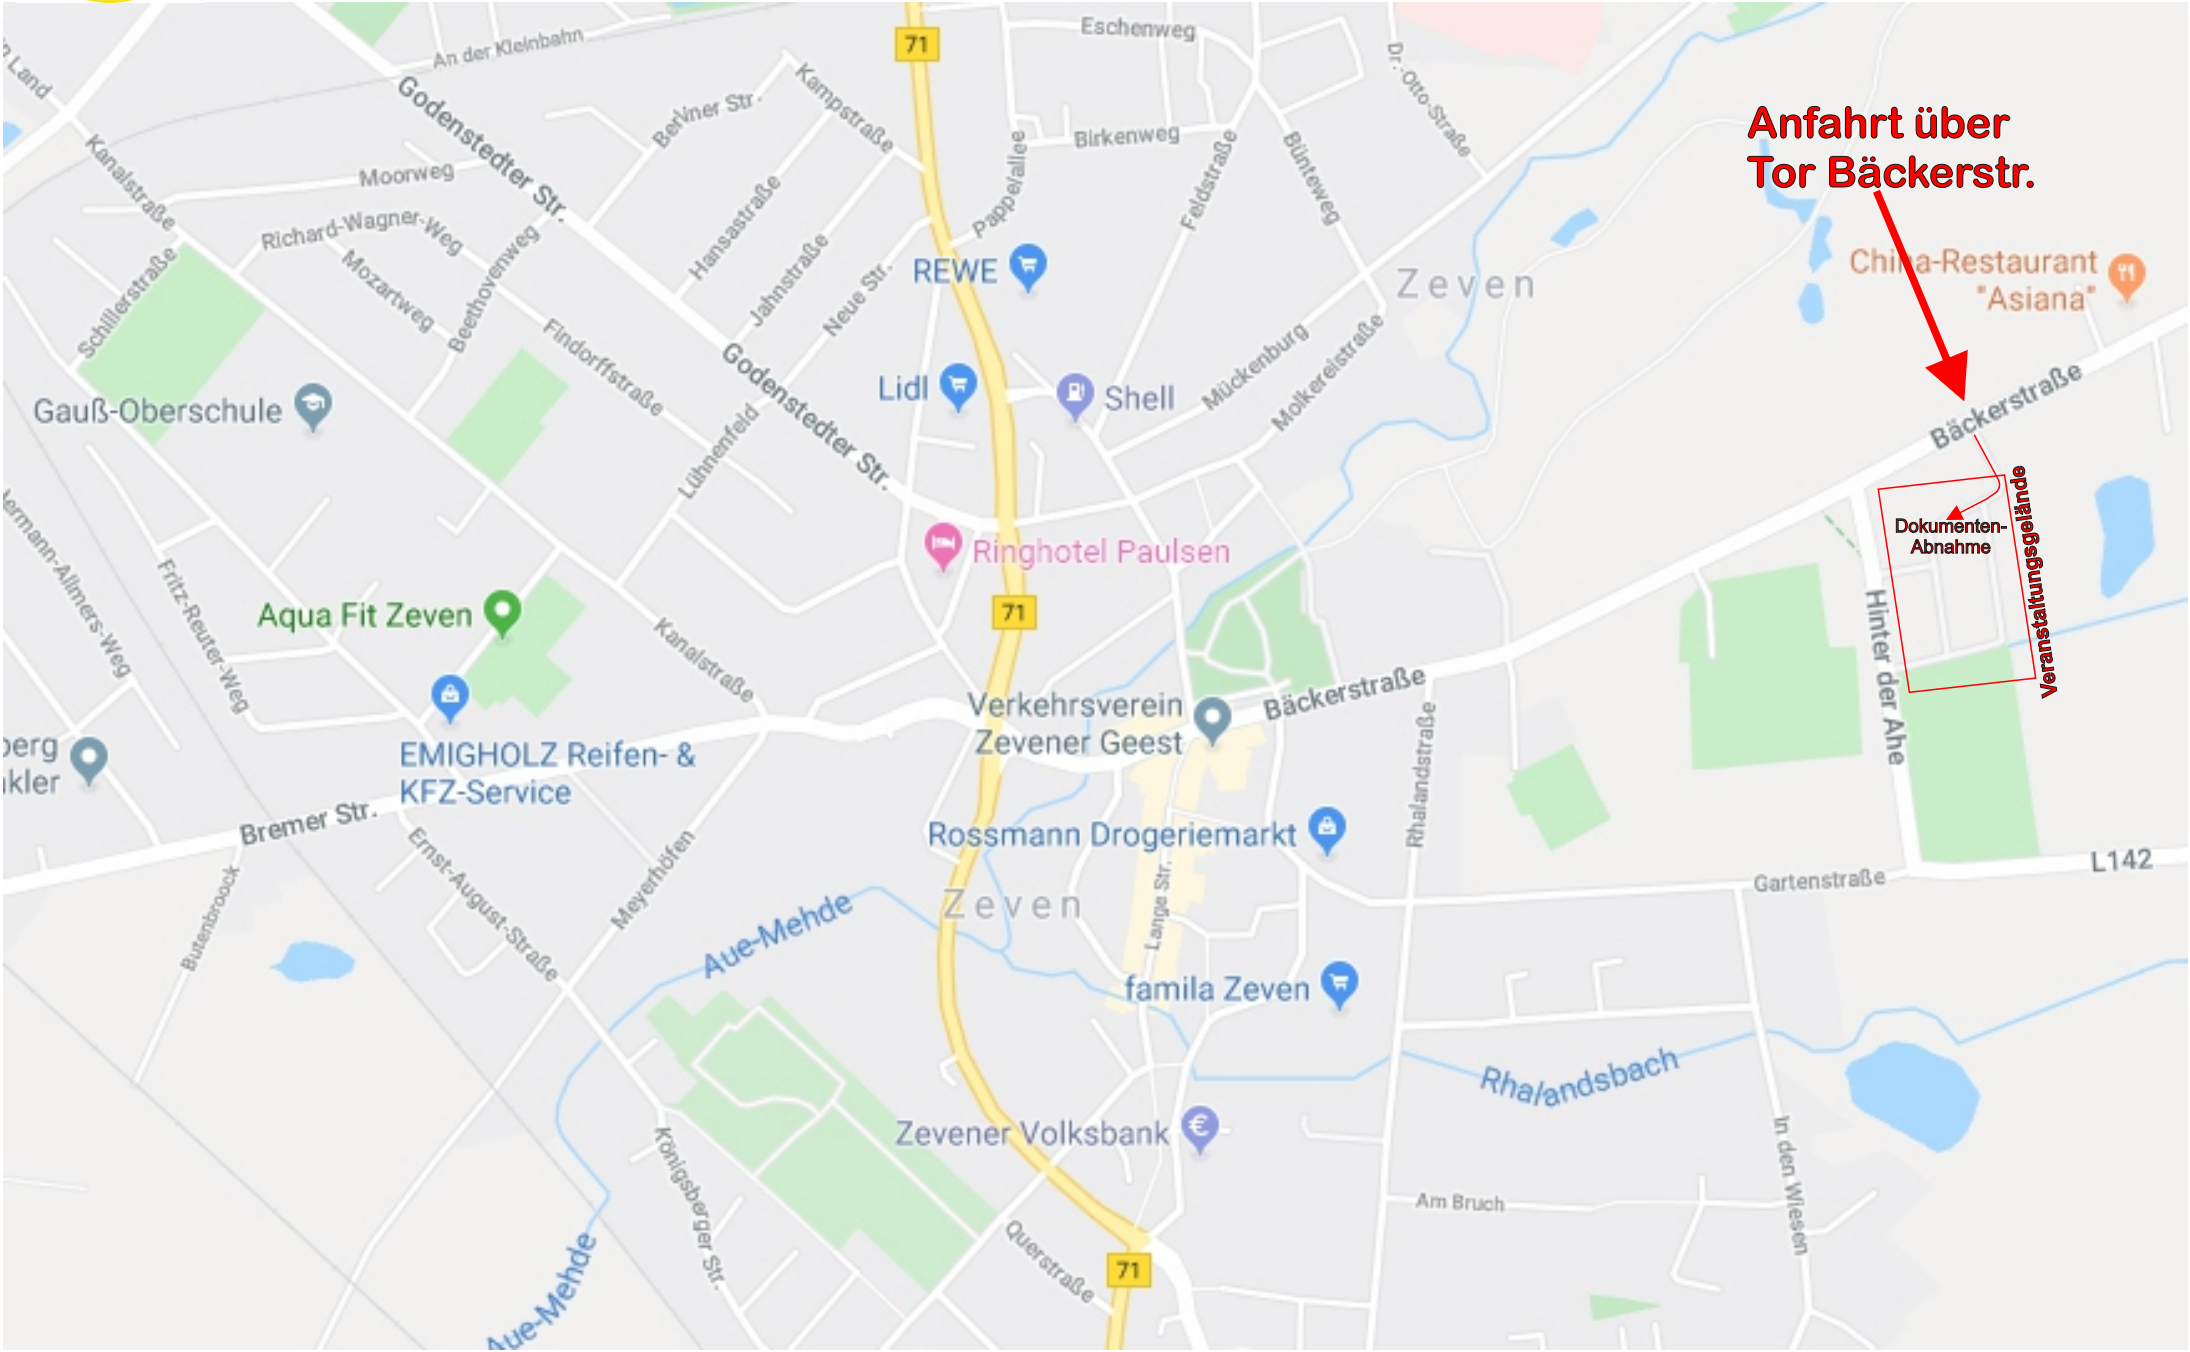 An der Kleinbahn
71
Eschenweg
Dr.-Otto-Straße
Land
Godenstedter Str.
Berliner Str.
Kampstraße
Birkenweg
Anfahrt über
Tor Bäckerstr.
Kanalstraße
Moorweg
Hansastraße
Pappelallee
Feldstraße
Bünteweg
Richard-Wagner-Weg
Mozartweg
Beethovenweg
Schillerstraße
Jahnstraße
Neue Str.
REWE
Zeven
China-Restaurant
"Asiana"
Findorffstraße
Godenstedter Str.
Lidl
Shell
Mückenburg
Molkereistraße
Bäckerstraße
Gauß-Oberschule
Lühnenfeld
Veranstaltungsgelände
Dokumenten-
Abnahme
Ringhotel Paulsen
Fritz-Reuter-Weg
Aqua Fit Zeven
71
Kanalstraße
Hinter der Ahe
Verkehrsverein
Zevener Geest
Bäckerstraße
Rhalandstraße
EMIGHOLZ Reifen- &
KFZ-Service
Bremer Str.
Rossmann Drogeriemarkt
Ernst-August-Straße
Meyerhöfen
Butenbroock
Aue-Mehde
Zeven
Lange Str.
Gartenstraße
L142
famila Zeven
Rhalandsbach
Zevener Volksbank
Königsberger Str.
Am Bruch
In den Wiesen
Querstraße
71
Aue-Mehde